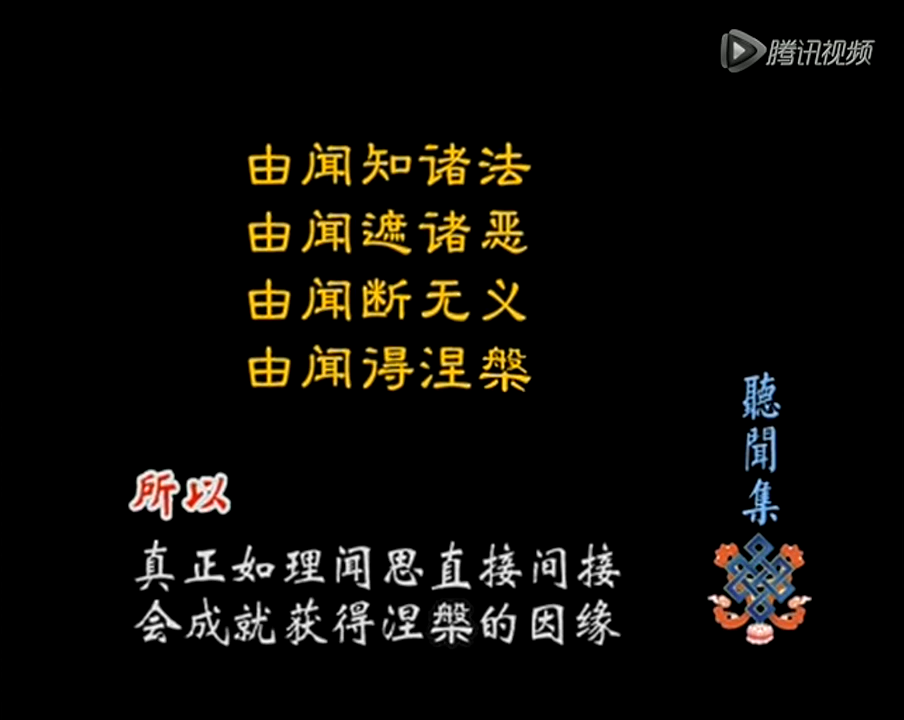 腾讯视频
由闻知诸法
由闻遮诸恶
由闻断无义
由闻得涅槃
聽聞集
所以
真正如理闻思直接间接
会成就获得涅槃的因缘